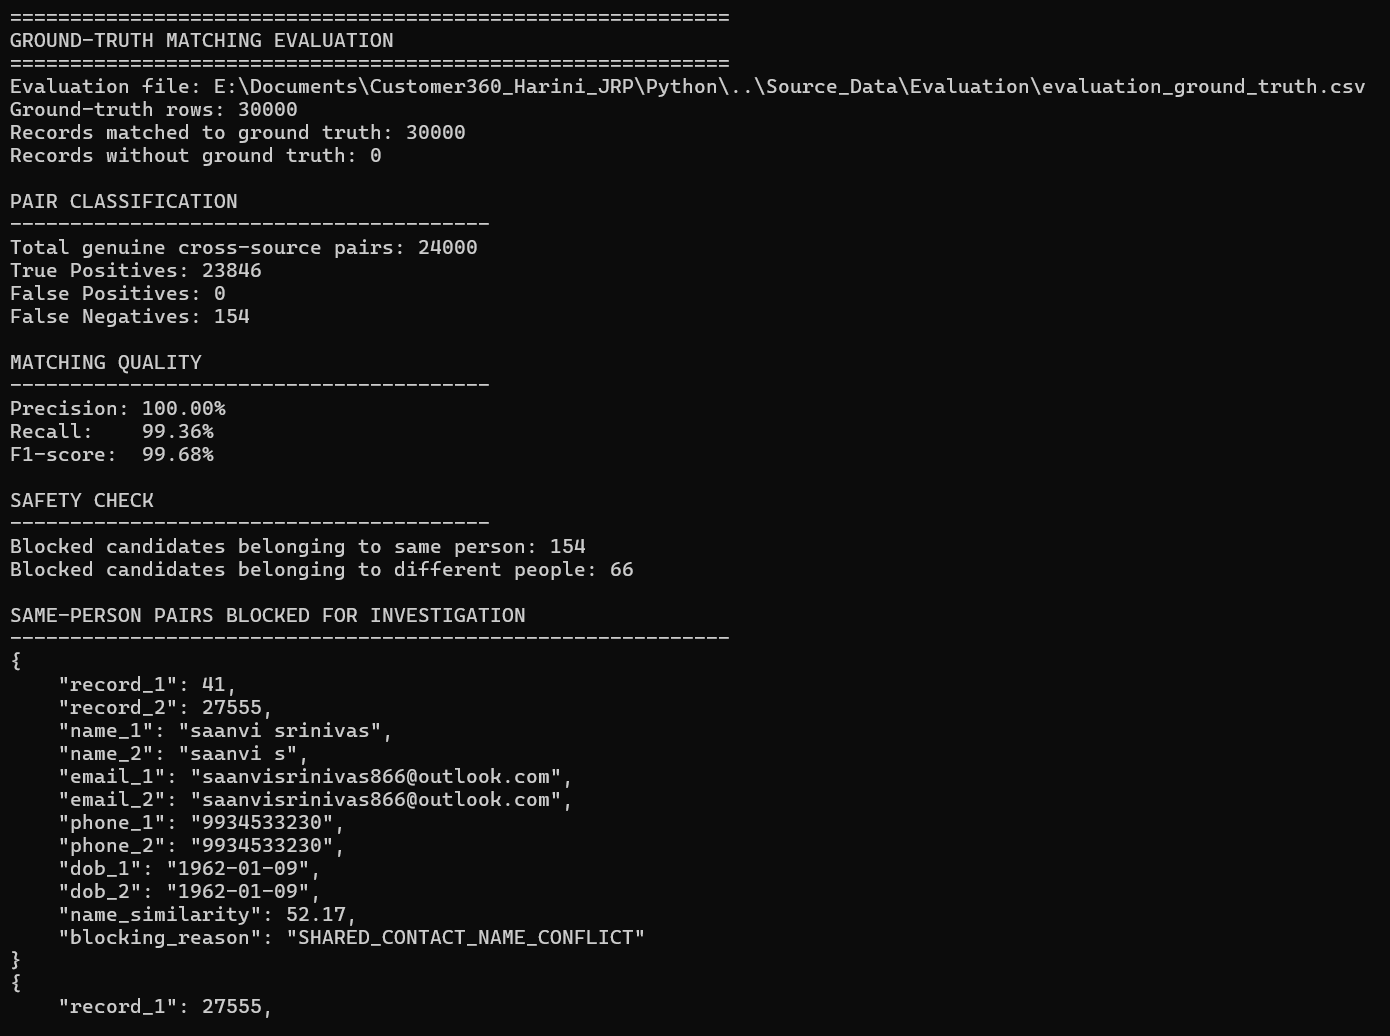 ============================================================
GROUND-TRUTH MATCHING EVALUATION
============================================================
Evaluation file: E:\Documents\Customer360_Harini_JRP\Python\..\Source_Data\Evaluation\evaluation_ground_truth.csv
Ground-truth rows: 30000
Records matched to ground truth: 30000
Records without ground truth: 0

PAIR CLASSIFICATION
----------------------------------------
Total genuine cross-source pairs: 24000
True Positives: 23846
False Positives: 0
False Negatives: 154

MATCHING QUALITY
----------------------------------------
Precision: 100.00%
Recall:    99.36%
F1-score:  99.68%

SAFETY CHECK
----------------------------------------
Blocked candidates belonging to same person: 154
Blocked candidates belonging to different people: 66

SAME-PERSON PAIRS BLOCKED FOR INVESTIGATION
------------------------------------------------------------
{
    "record_1": 41,
    "record_2": 27555,
    "name_1": "saanvi srinivas",
    "name_2": "saanvi s",
    "email_1": "saanvisrinivas866@outlook.com",
    "email_2": "saanvisrinivas866@outlook.com",
    "phone_1": "9934533230",
    "phone_2": "9934533230",
    "dob_1": "1962-01-09",
    "dob_2": "1962-01-09",
    "name_similarity": 52.17,
    "blocking_reason": "SHARED_CONTACT_NAME_CONFLICT"
}
{
    "record_1": 27555,